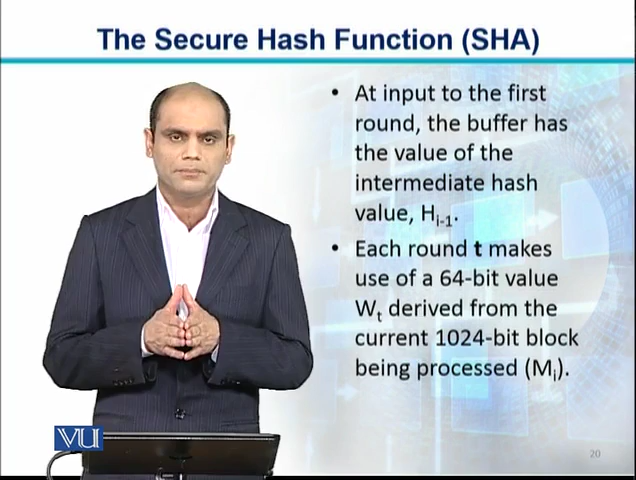 The Secure Hash Function (SHA)
• At input to the first
round, the buffer has
the value of the
intermediate hash
value, Hi-1.
• Each round t makes
use of a 64-bit value
Wt derived from the
current 1024-bit block
being processed (Mi).
VU
20